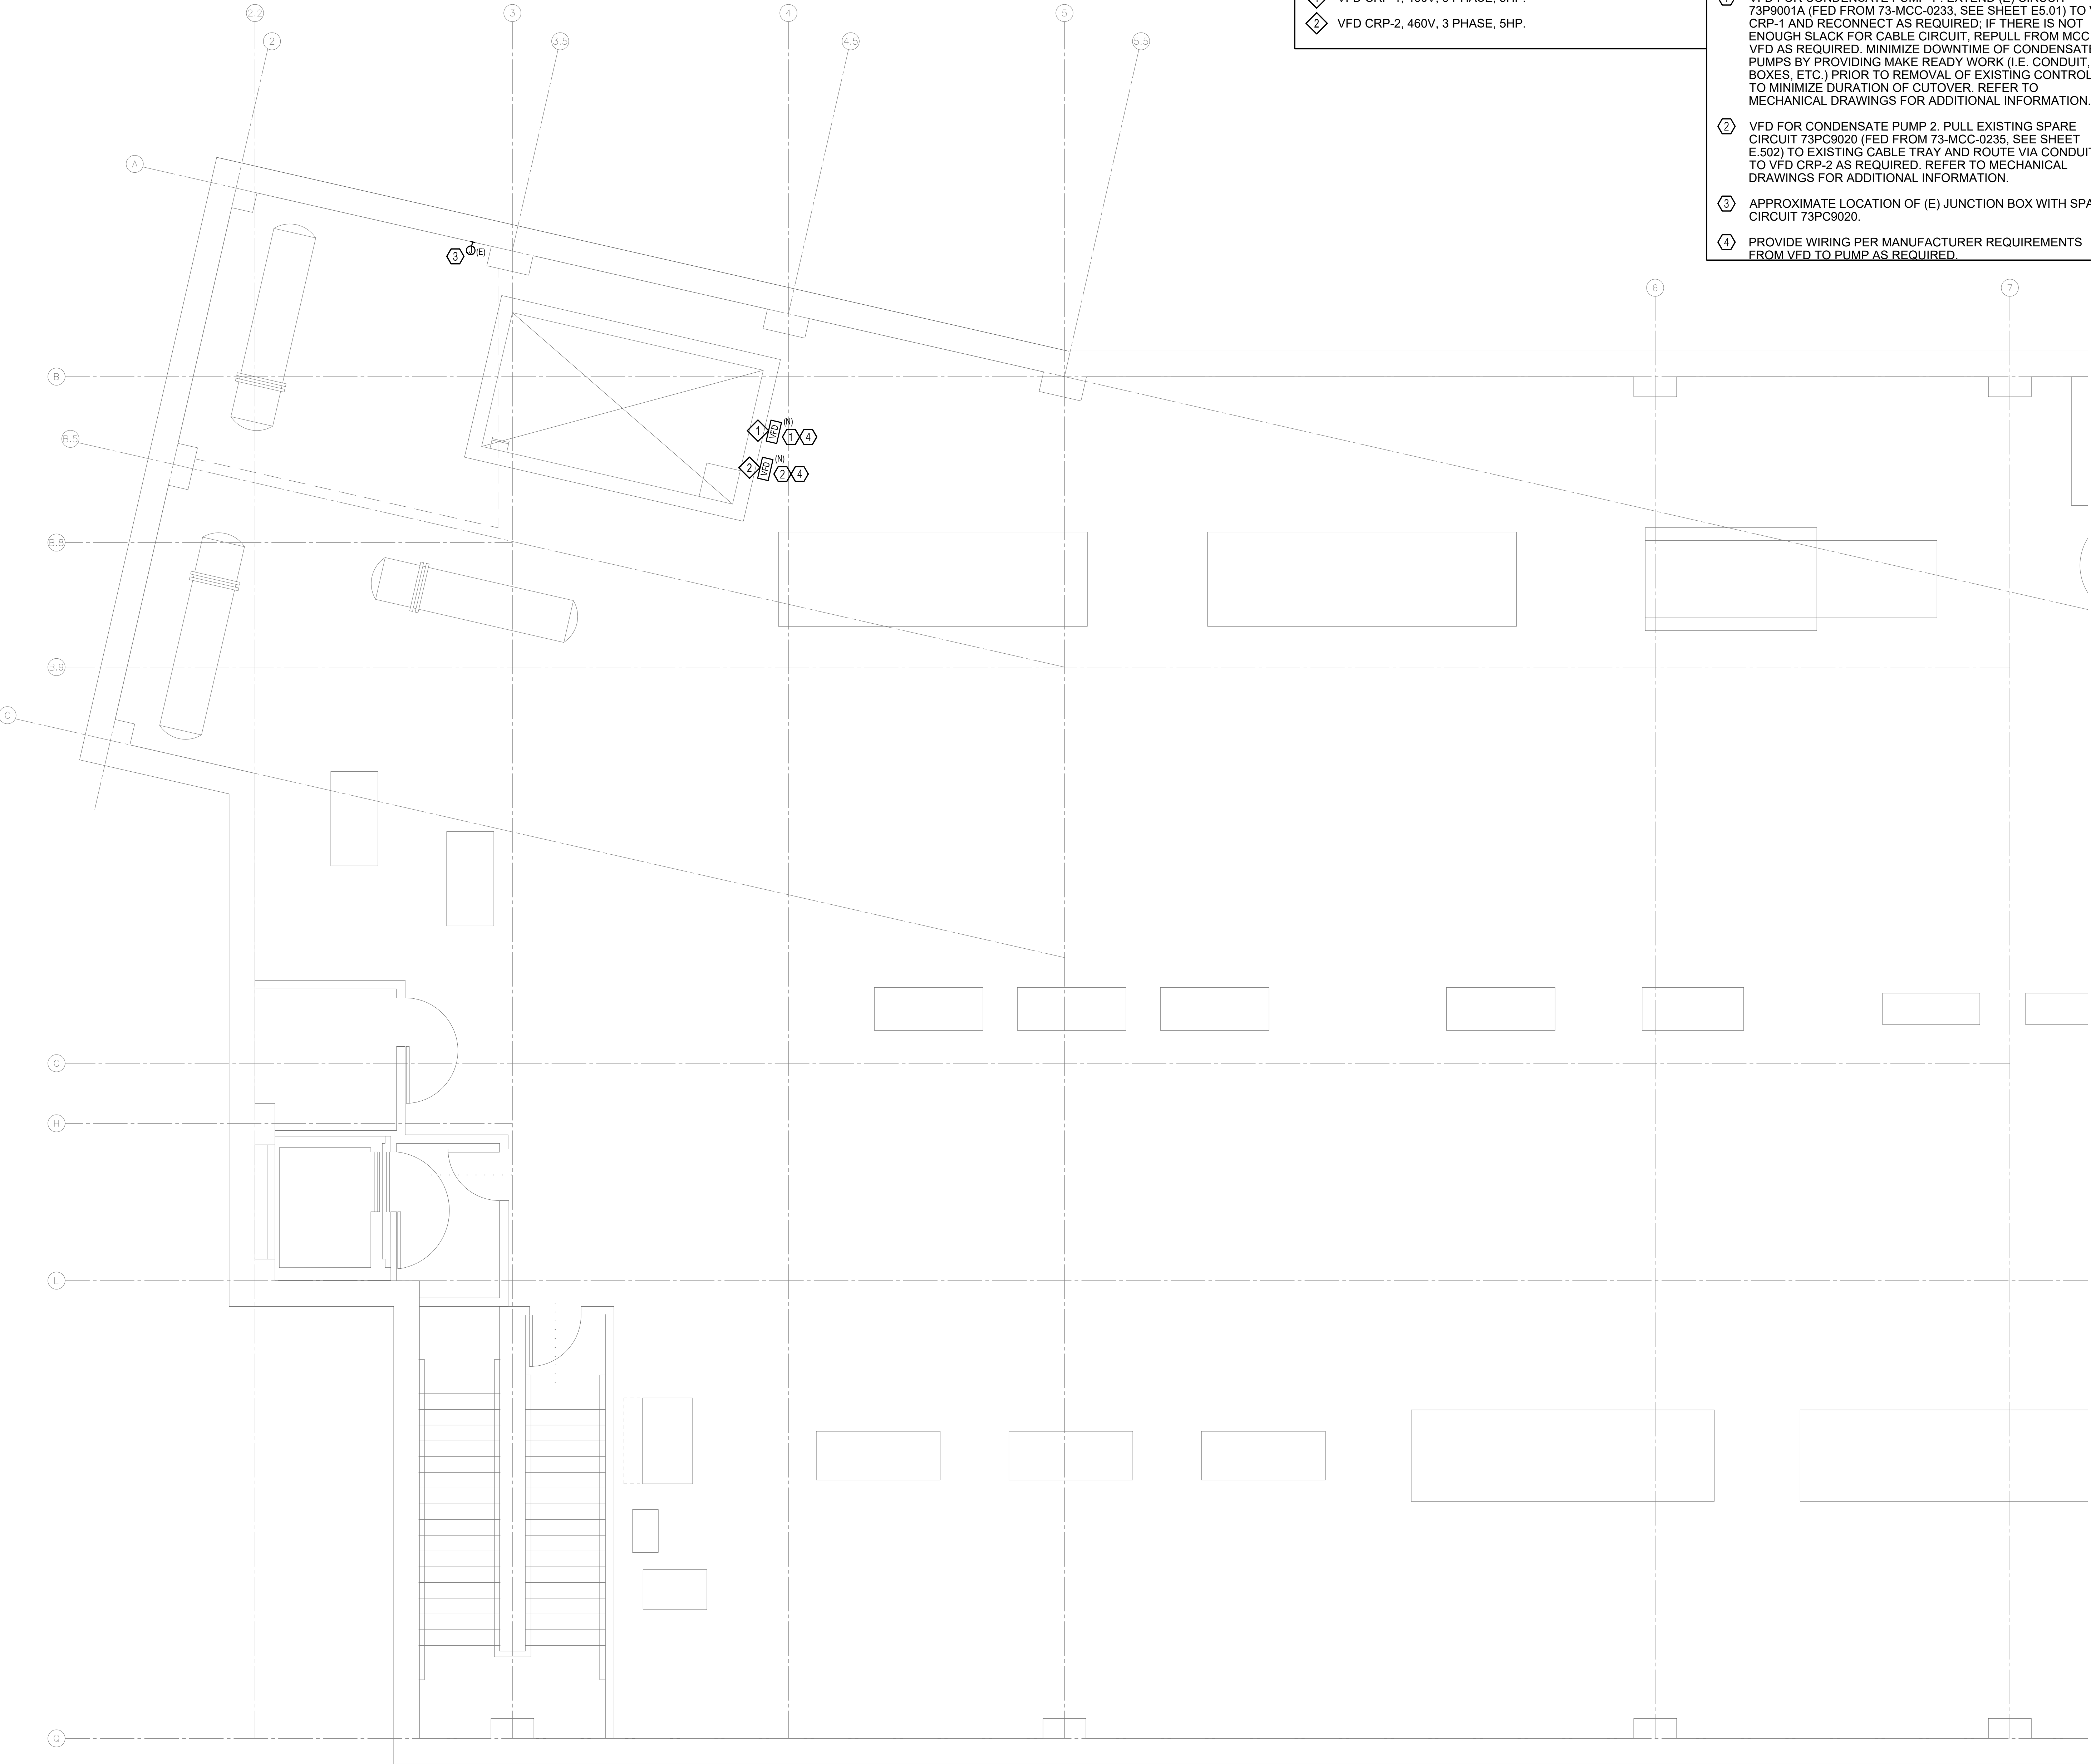 2.2
3
4
5
2
3.5
4.5
5.5
2 VFD CRP-2, 460V, 3 PHASE, 5HP.
73P9001A (FED FROM 73-MCC-0233, SEE SHEET E5.01) TO
CRP-1 AND RECONNECT AS REQUIRED; IF THERE IS NOT
ENOUGH SLACK FOR CABLE CIRCUIT, REPULL FROM MCC
VFD AS REQUIRED. MINIMIZE DOWNTIME OF CONDENSATE
PUMPS BY PROVIDING MAKE READY WORK (I.E. CONDUIT,
BOXES, ETC.) PRIOR TO REMOVAL OF EXISTING CONTROL
TO MINIMIZE DURATION OF CUTOVER. REFER TO
MECHANICAL DRAWINGS FOR ADDITIONAL INFORMATION.
2 VFD FOR CONDENSATE PUMP 2. PULL EXISTING SPARE
CIRCUIT 73PC9020 (FED FROM 73-MCC-0235, SEE SHEET
E.502) TO EXISTING CABLE TRAY AND ROUTE VIA CONDUIT
TO VFD CRP-2 AS REQUIRED. REFER TO MECHANICAL
DRAWINGS FOR ADDITIONAL INFORMATION.
3 APPROXIMATE LOCATION OF (E) JUNCTION BOX WITH SPA
CIRCUIT 73PC9020.
4 PROVIDE WIRING PER MANUFACTURER REQUIREMENTS
FROM VFD TO PUMP AS REQUIRED.
A
3 (E)
6
7
B
B.5
1 VFD (N) 1 4
2 VFD (N) 2 4
B.8
B.9
C
G
H
L
Q